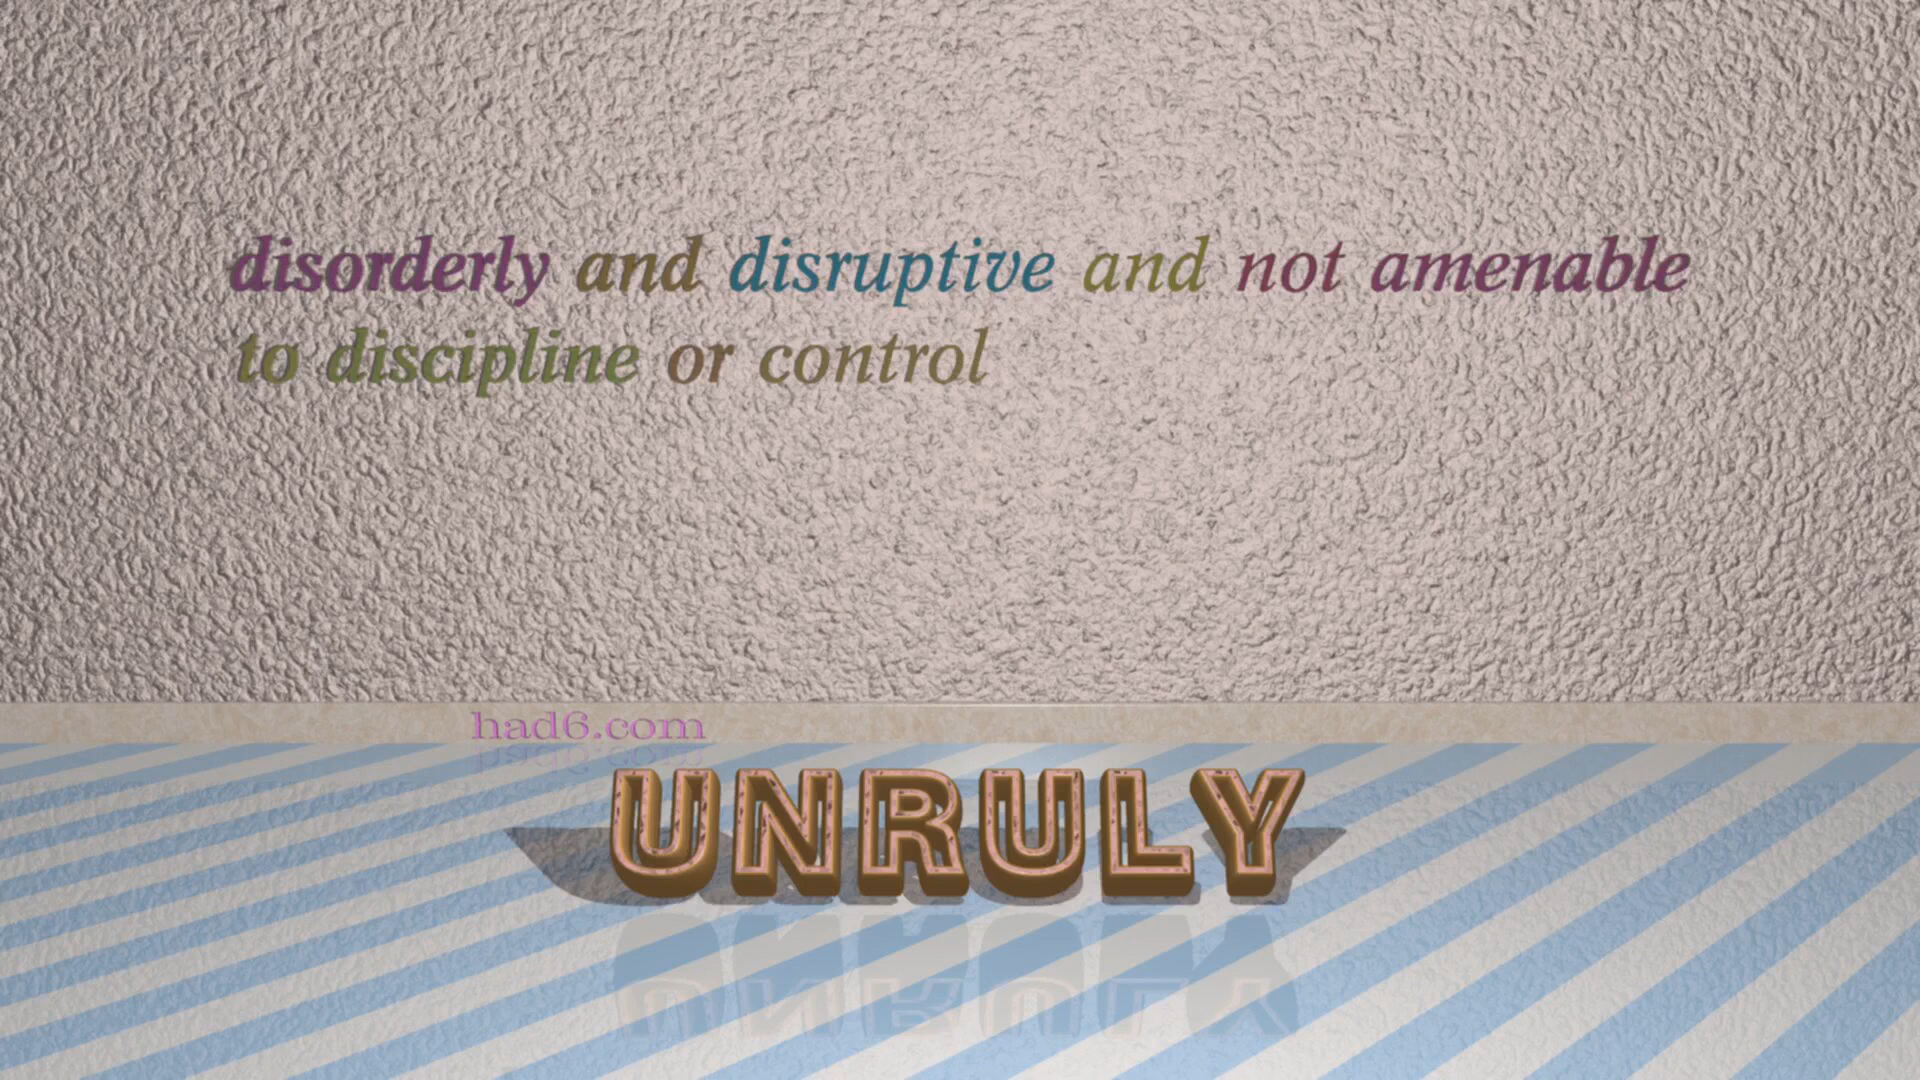 disorderly and disruptive and not amenable
to discipline or control
had6.com
UNRULY